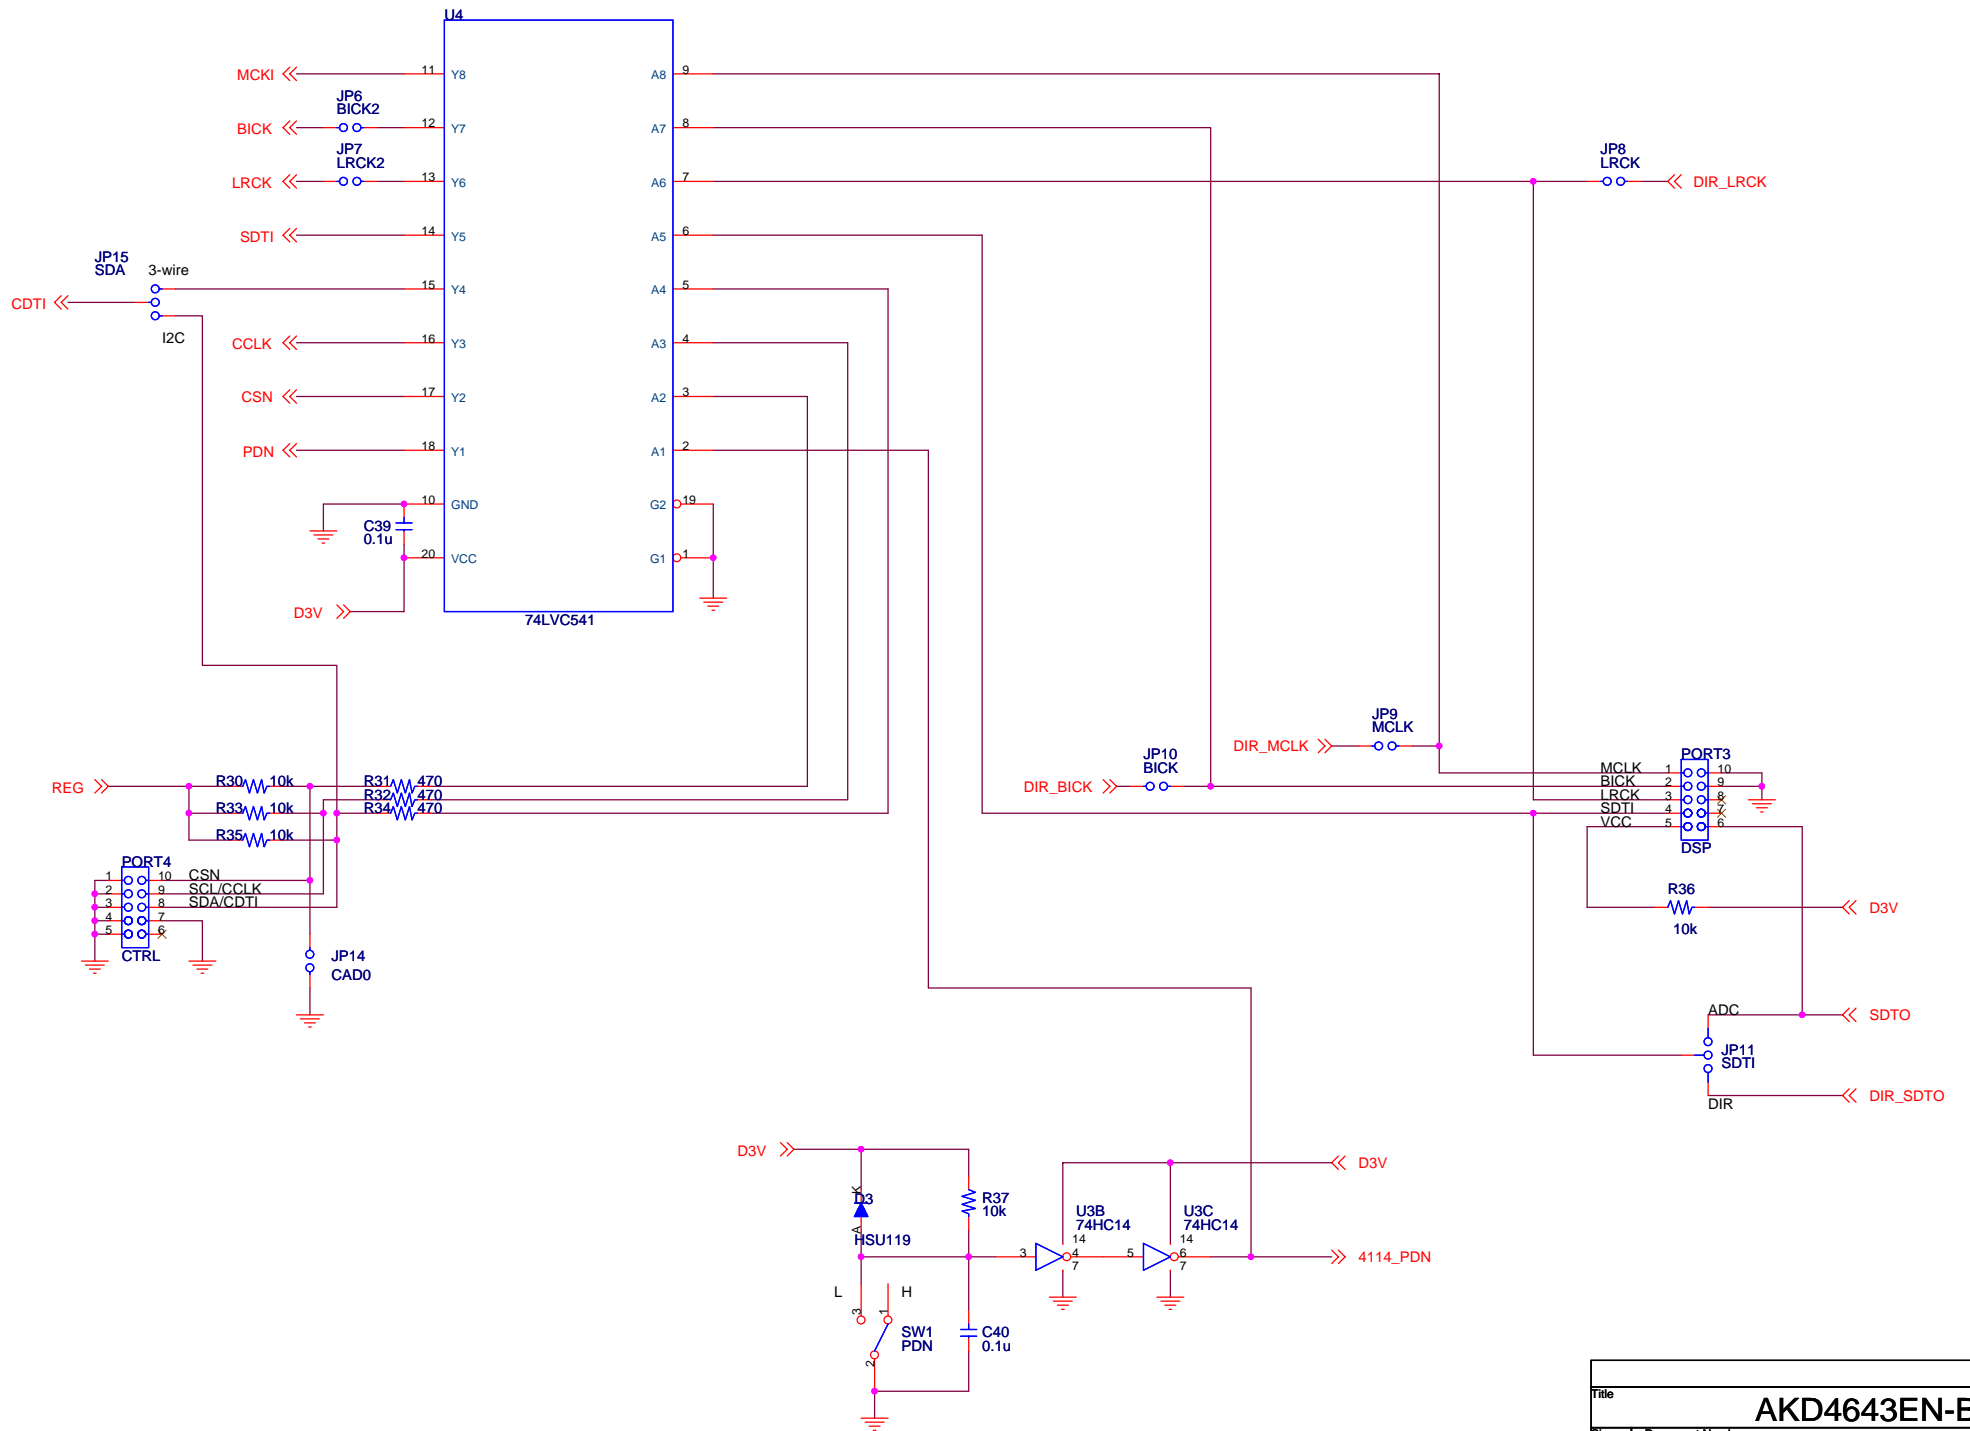 U4
MCKI
11
Y8
A8
9
JP6
BICK2
BICK
12
Y7
A7
8
JP7
LRCK2
LRCK
13
Y6
A6
7
JP8
LRCK
DIR_LRCK
SDTI
14
Y5
A5
6
JP15
SDA
3-wire
CDTI
15
Y4
A4
5
I2C
CCLK
16
Y3
A3
4
CSN
17
Y2
A2
3
PDN
18
Y1
A1
2
10
GND
G2
19
C39
0.1u
20
VCC
G1
1
D3V
74LVC541
JP9
MCLK
DIR_MCLK
JP10
BICK
DIR_BICK
PORT3
MCLK
1
10
BICK
2
9
LRCK
3
8
SDTI
4
7
VCC
5
6
DSP
REG
R30
10k
R31
470
R32
470
R33
10k
R34
470
R35
10k
PORT4
1
10
CSN
2
9
SCL/CCLK
3
8
SDA/CDTI
4
7
5
6
CTRL
JP14
CAD0
R36
10k
D3V
ADC
SDTO
JP11
SDTI
DIR
DIR_SDTO
D3V
D3V
K
D3
A
HSU119
R37
10k
U3B
74HC14
14
3
4
7
U3C
74HC14
14
5
6
7
4114_PDN
L
H
3
1
SW1
PDN
2
C40
0.1u
Title
AKD4643EN-B